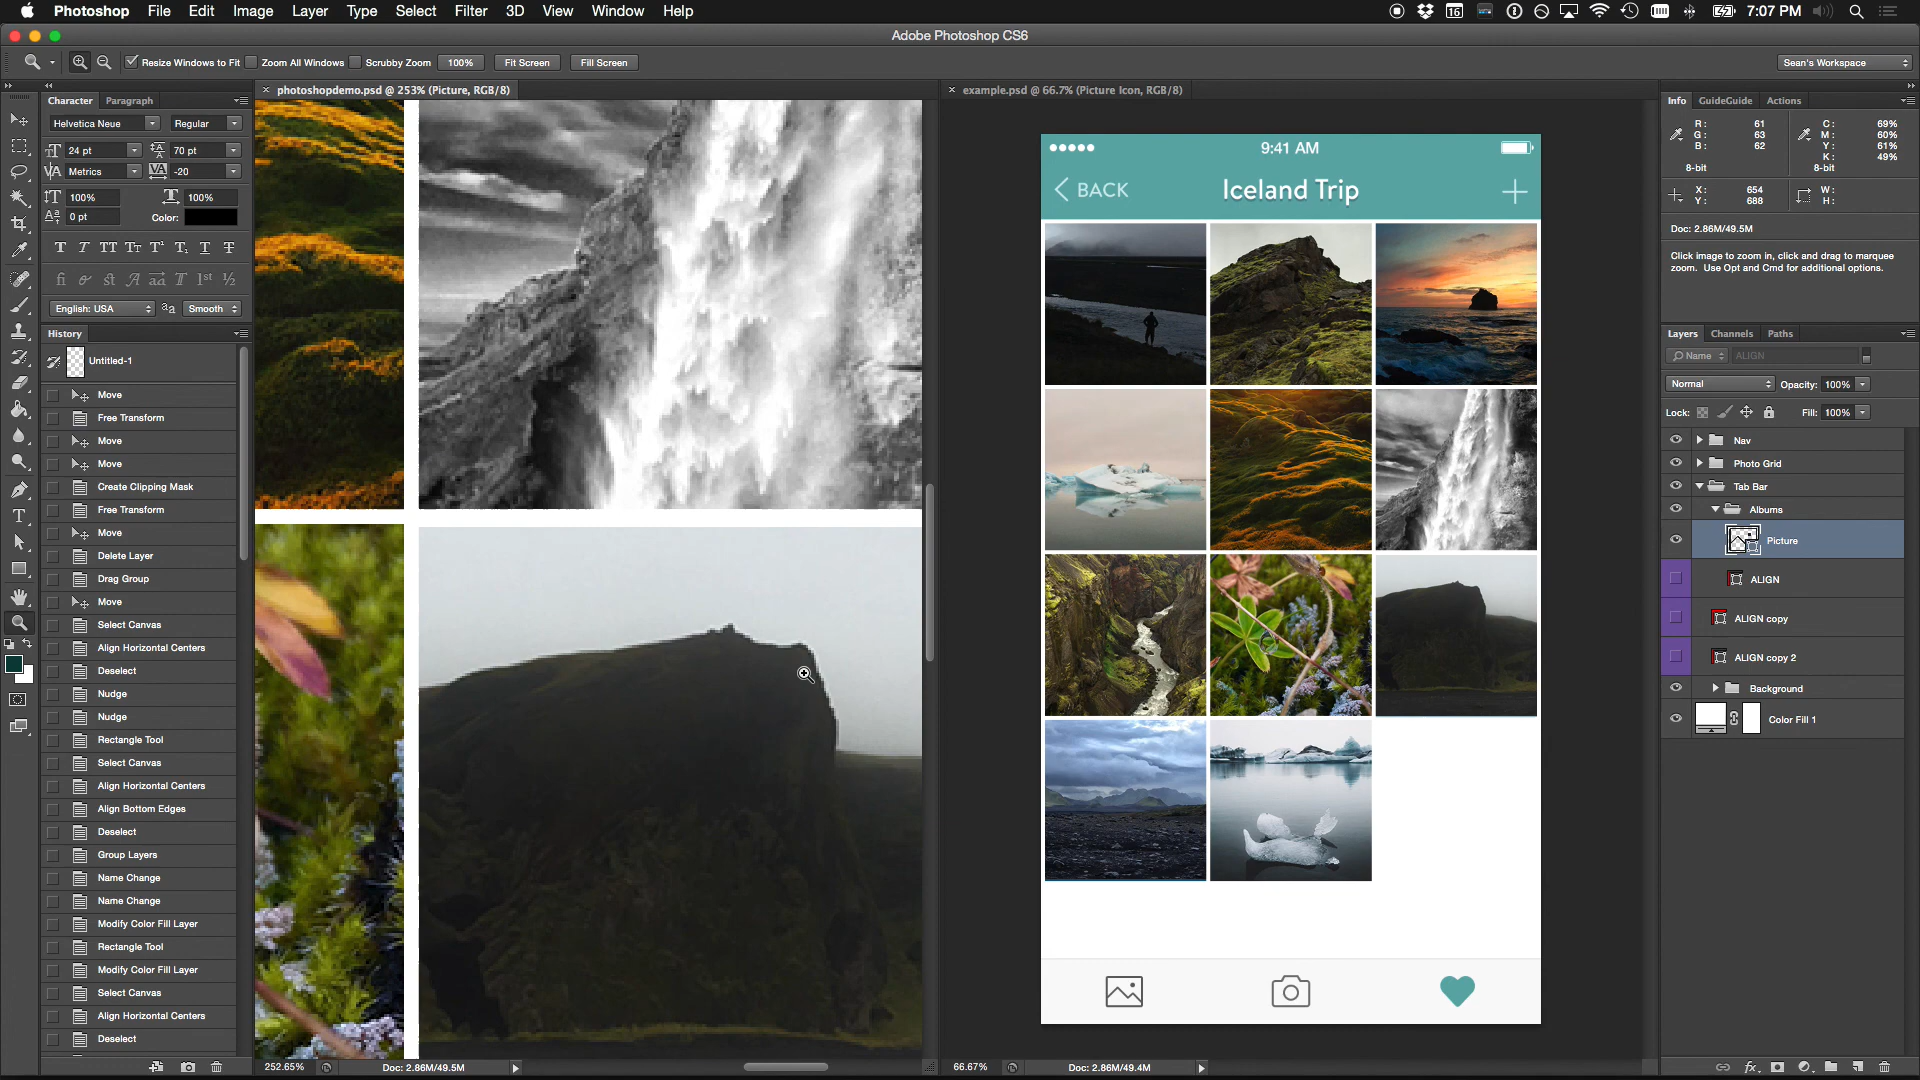 Photoshop File Edit Image Layer Type Select Filter 3D View Window Help
16 7:07 PM
Adobe Photoshop CS6
Resize Windows to Fit Zoom All Windows Scrubby Zoom 100% Fit Screen Fill Screen Sean's Workspace
Character Paragraph
Helvetica Neue Regular
24 pt 70 pt
Metrics -20
100% 100%
0 pt Color:
English: USA aa Smooth
History
Untitled-1
Move
Free Transform
Move
Move
Create Clipping Mask
Free Transform
Move
Delete Layer
Drag Group
Move
Select Canvas
Align Horizontal Centers
Deselect
Nudge
Nudge
Rectangle Tool
Select Canvas
Align Horizontal Centers
Align Bottom Edges
Deselect
Group Layers
Name Change
Name Change
Modify Color Fill Layer
Rectangle Tool
Modify Color Fill Layer
Select Canvas
Align Horizontal Centers
Deselect
photoshopdemo.psd @ 253% (Picture, RGB/8)
252.65% Doc: 2.86M/49.5M
example.psd @ 66.7% (Picture Icon, RGB/8)
9:41 AM
BACK Iceland Trip
66.67% Doc: 2.86M/49.4M
Info GuideGuide Actions
R: 61 C: 69%
G: 63 M: 60%
B: 62 Y: 61%
K: 49%
8-bit 8-bit
X: 654 W:
Y: 688 H:
Doc: 2.86M/49.5M
Click image to zoom in, click and drag to marquee
zoom. Use Opt and Cmd for additional options.
Layers Channels Paths
Name ALIGN
Normal Opacity: 100%
Lock: Fill: 100%
Nav
Photo Grid
Tab Bar
Albums
Picture
ALIGN
ALIGN copy
ALIGN copy 2
Background
Color Fill 1